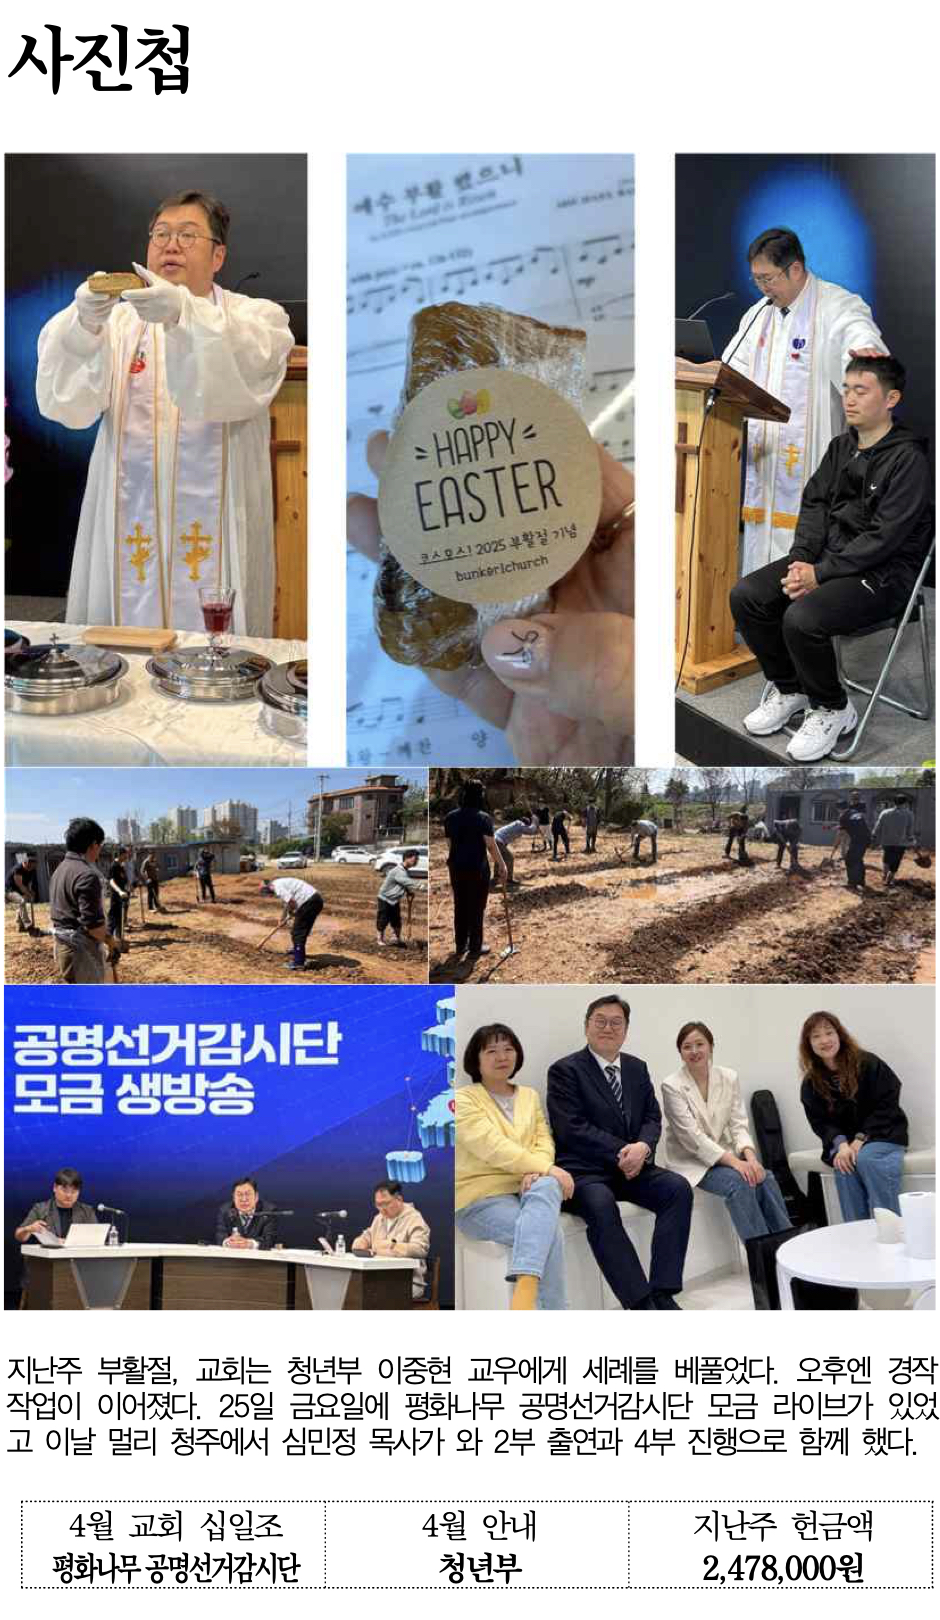 사진첩
예수 부활 했으니
The Lord is Risen
HAPPY
EASTER
코스모스! 2025 부활절 기념
bunker1church
양
공명선거감시단
모금 생방송
지난주 부활절, 교회는 청년부 이중현 교우에게 세례를 베풀었다. 오후엔 경작
작업이 이어졌다. 25일 금요일에 평화나무 공명선거감시단 모금 라이브가 있었
고 이날 멀리 청주에서 심민정 목사가 와 2부 출연과 4부 진행으로 함께 했다.
4월 교회 십일조
평화나무 공명선거감시단
4월 안내
청년부
지난주 헌금액
2,478,000원